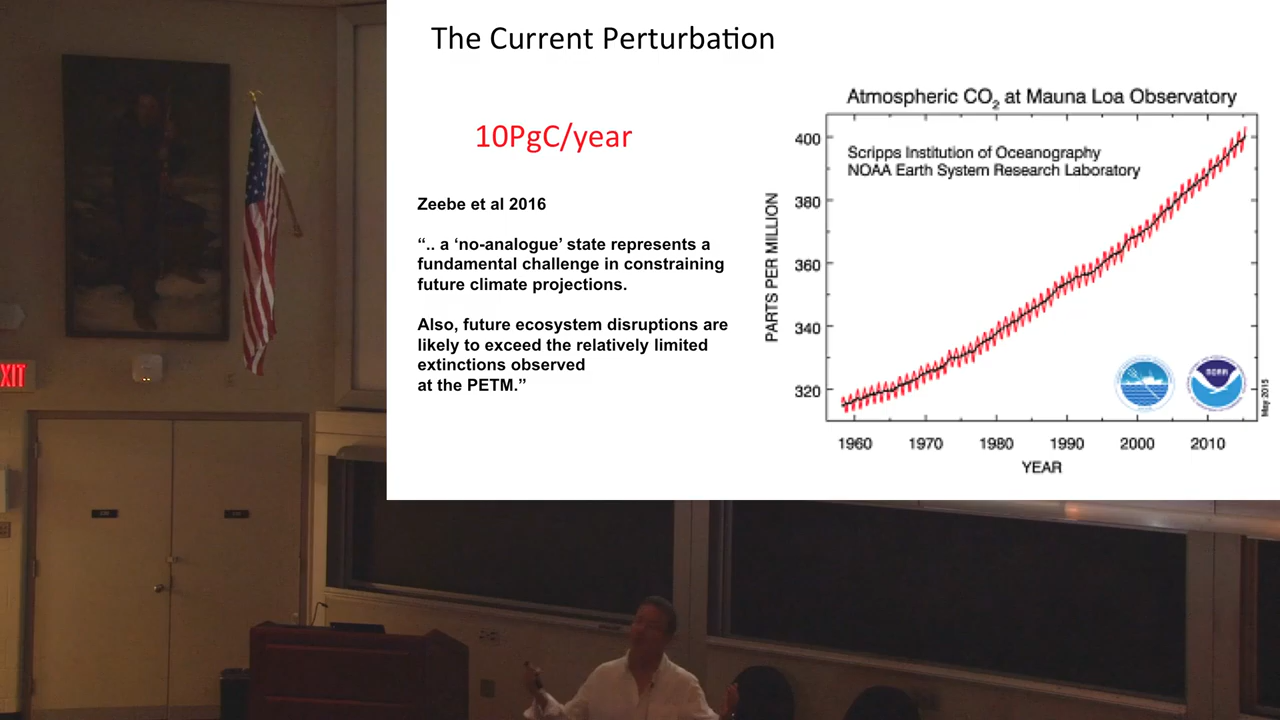 The Current Perturbation
10PgC/year
Zeebe et al 2016
“.. a ‘no-analogue’ state represents a
fundamental challenge in constraining
future climate projections.
Also, future ecosystem disruptions are
likely to exceed the relatively limited
extinctions observed
at the PETM.”
Atmospheric CO2 at Mauna Loa Observatory
Scripps Institution of Oceanography
NOAA Earth System Research Laboratory
PARTS PER MILLION
400
380
360
340
320
1960 1970 1980 1990 2000 2010
YEAR
NOAA
May 2015
XIT